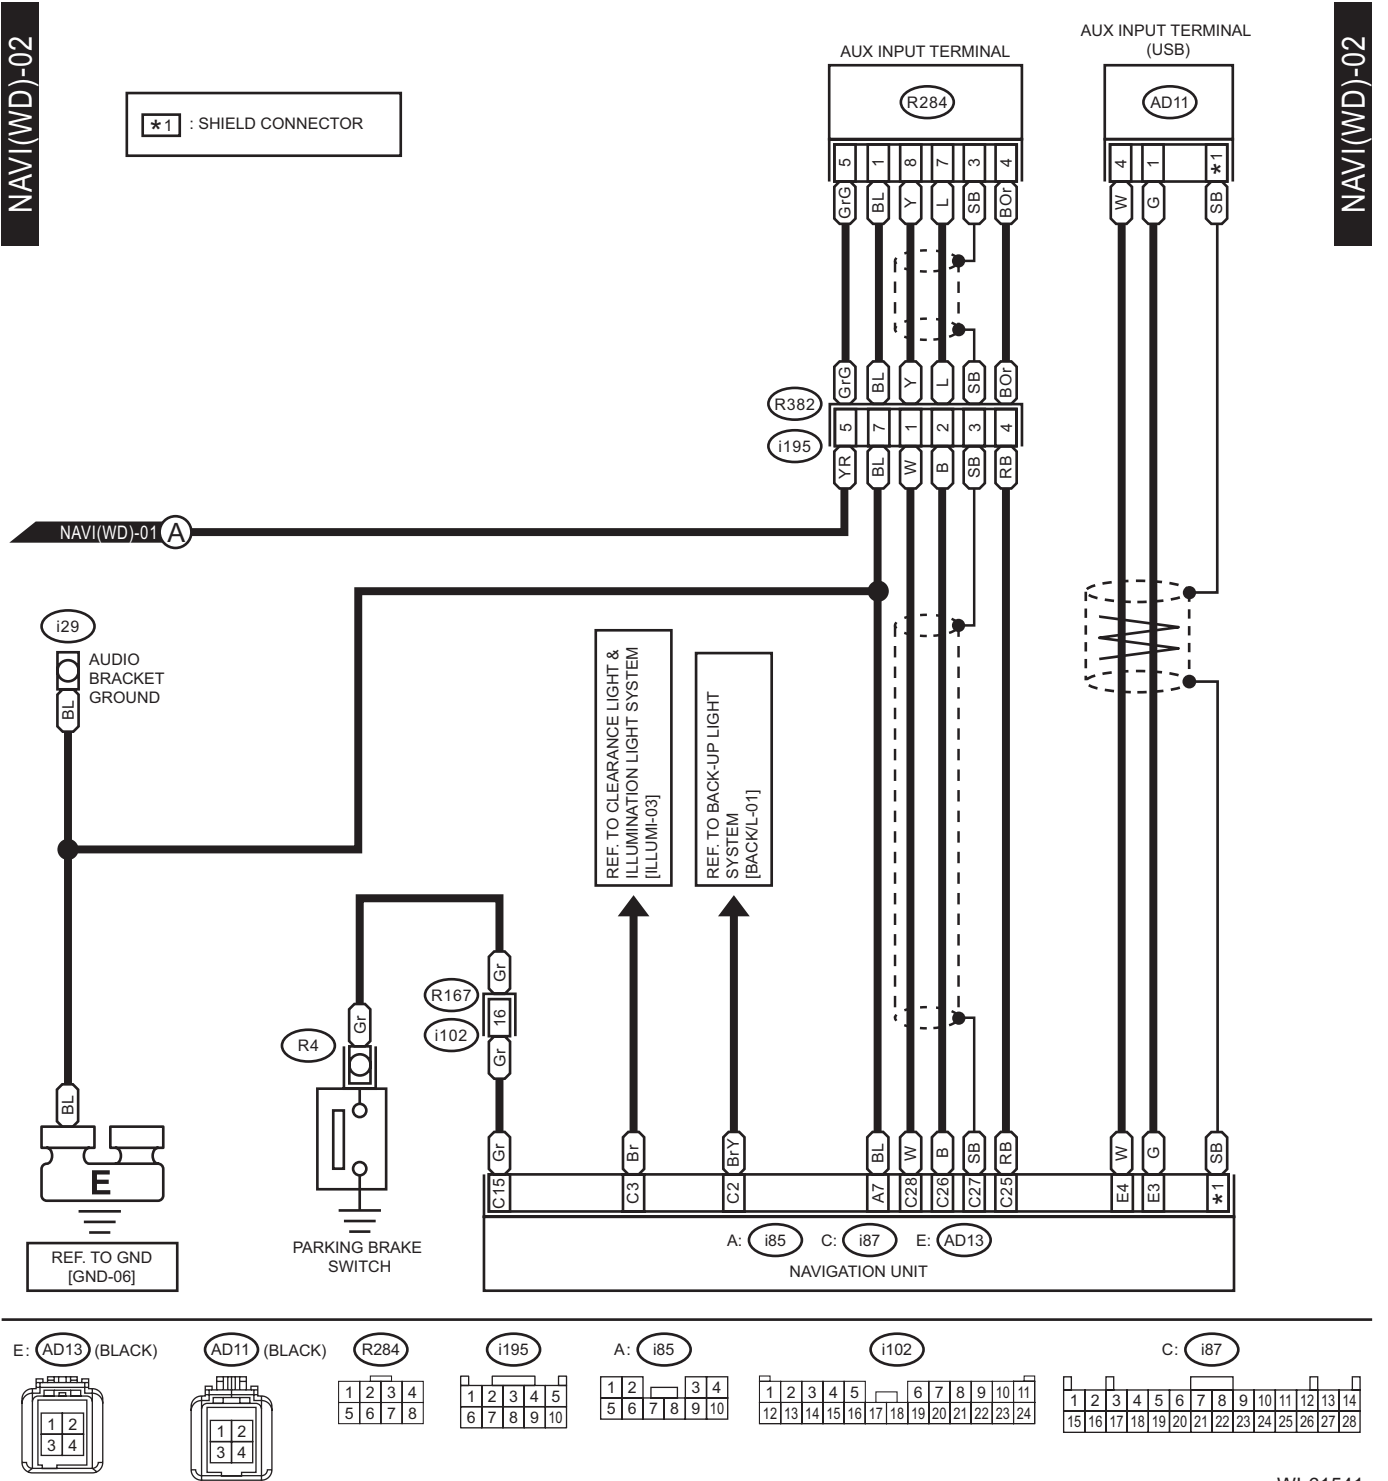 NAVI(WD)-02
NAVI(WD)-02
*1 : SHIELD CONNECTOR
AUX INPUT TERMINAL
R284
5 1 8 7 3 4
GrG BL Y L SB BOr
AUX INPUT TERMINAL
(USB)
AD11
4 1 *1
W G SB
GrG BL Y L SB BOr
R382
5 7 1 2 3 4
i195
YR BL W B SB RB
NAVI(WD)-01 A
i29
AUDIO
BRACKET
GROUND
BL
BL
E
REF. TO GND
[GND-06]
REF. TO CLEARANCE LIGHT &
ILLUMINATION LIGHT SYSTEM
[ILLUMI-03]
REF. TO BACK-UP LIGHT
SYSTEM
[BACK/L-01]
Gr
R167
16
i102
Gr
Gr
R4
PARKING BRAKE
SWITCH
Gr Br BrY BL W B SB RB W G SB
C15 C3 C2 A7 C28 C26 C27 C25 E4 E3 *1
A: i85 C: i87 E: AD13
NAVIGATION UNIT
E: AD13 (BLACK)
1 2
3 4
AD11 (BLACK)
1 2
3 4
R284
1 2 3 4
5 6 7 8
i195
1 2 3 4 5
6 7 8 9 10
A: i85
1 2 3 4
5 6 7 8 9 10
i102
1 2 3 4 5 6 7 8 9 10 11
12 13 14 15 16 17 18 19 20 21 22 23 24
C: i87
1 2 3 4 5 6 7 8 9 10 11 12 13 14
15 16 17 18 19 20 21 22 23 24 25 26 27 28